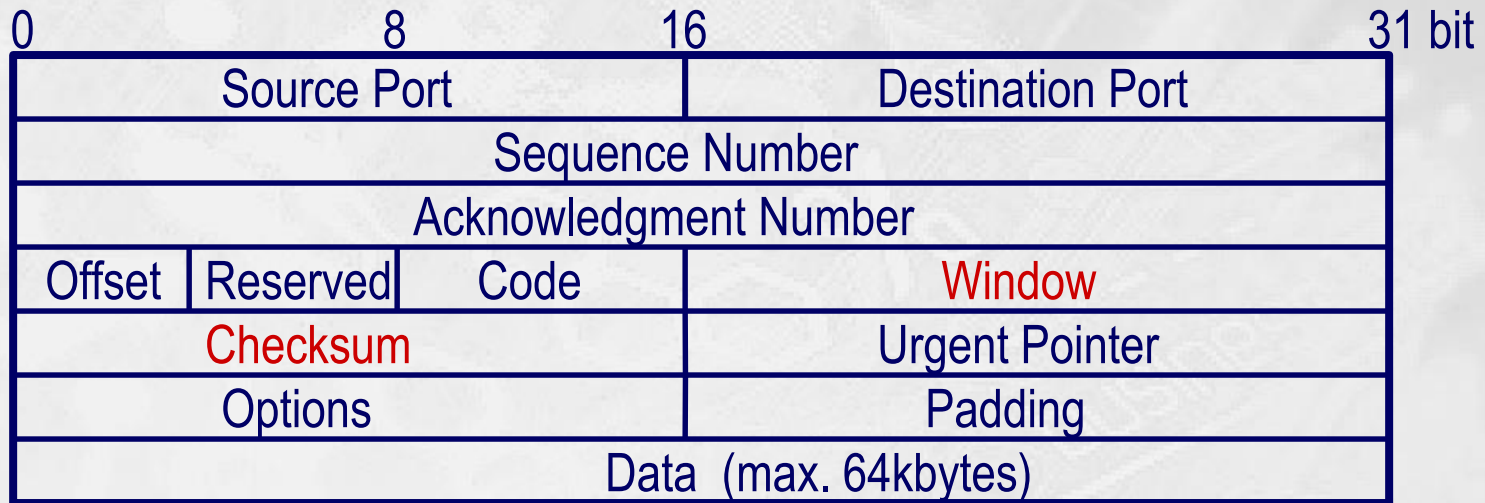 0 8 16 31 bit
Source Port Destination Port
Sequence Number
Acknowledgment Number
Offset Reserved Code Window
Checksum Urgent Pointer
Options Padding
Data (max. 64kbytes)